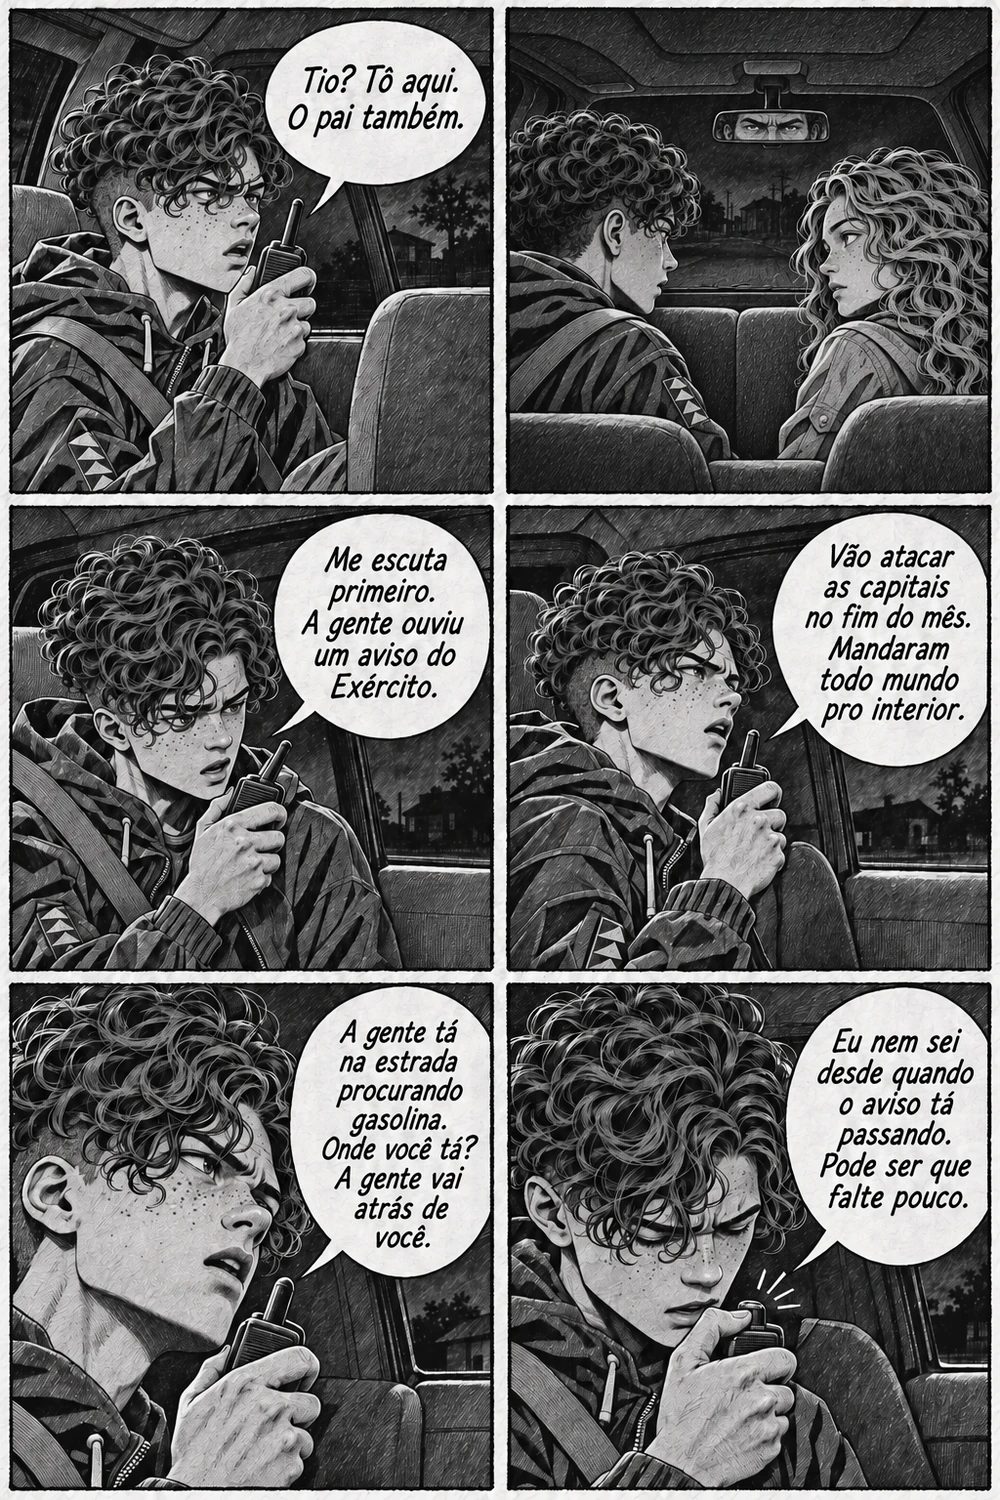 Tio? Tô aqui.
O pai também.
Me escuta
primeiro.
A gente ouviu
um aviso do
Exército.
Vão atacar
as capitais
no fim do mês.
Mandaram
todo mundo
pro interior.
A gente tá
na estrada
procurando
gasolina.
Onde você tá?
A gente vai
atrás de
você.
Eu nem sei
desde quando
o aviso tá
passando.
Pode ser que
falte pouco.